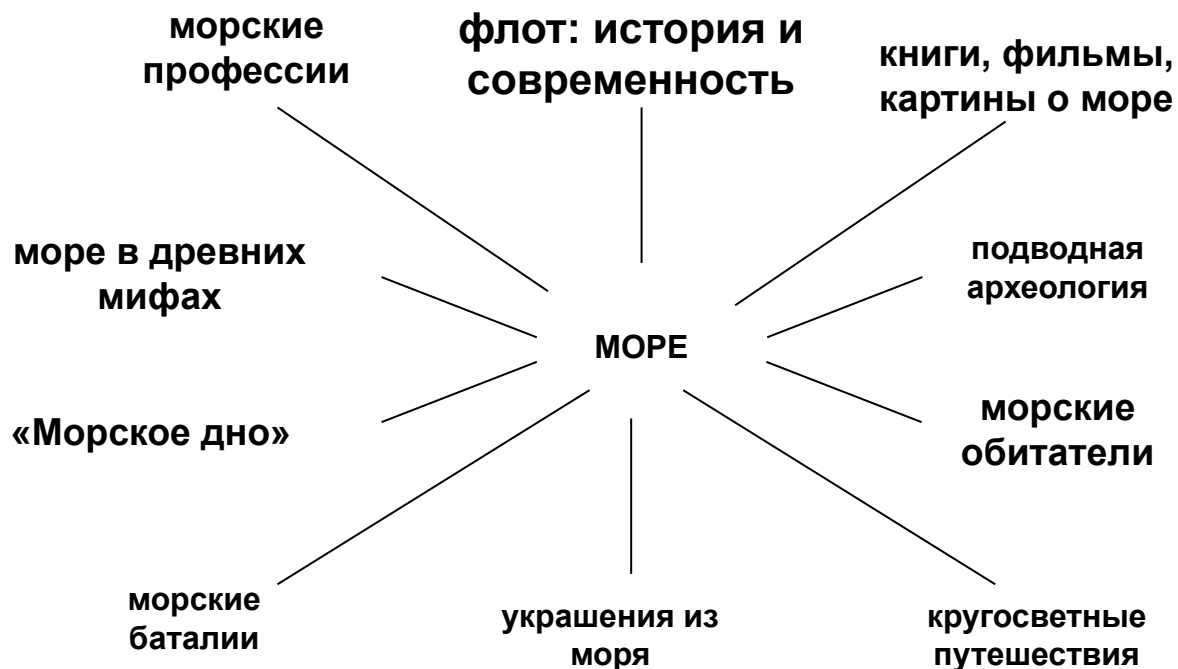 морские
профессии
флот: история и
современность
книги, фильмы,
картины о море
море в древних
мифах
подводная
археология
МОРЕ
«Морское дно»
морские
обитатели
морские
баталии
украшения из
моря
кругосветные
путешествия